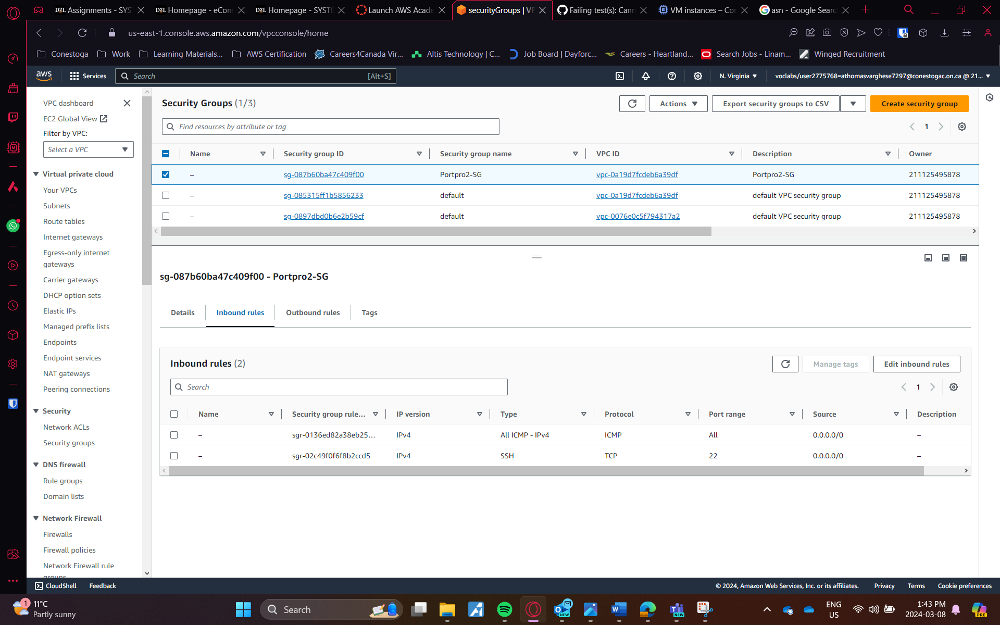 D2L Assignments - SYS
D2L Homepage - eCon
D2L Homepage - SYST8
Launch AWS Acade
securityGroups | VP
Failing test(s): Cann
VM instances – Con
asn - Google Searc
us-east-1.console.aws.amazon.com/vpcconsole/home
Conestoga
Work
Learning Materials...
AWS Certification
Careers4Canada Vir...
Altis Technology | C...
Job Board | Dayforc...
Careers - Heartland...
Search Jobs - Linam...
Winged Recruitment
aws
Services
Search
[Alt+S]
N. Virginia
voclabs/user2775768=athomasvarghese7297@conestogac.on.ca @ 21...
VPC dashboard
EC2 Global View
Filter by VPC:
Select a VPC
Virtual private cloud
Your VPCs
Subnets
Route tables
Internet gateways
Egress-only internet
gateways
Carrier gateways
DHCP option sets
Elastic IPs
Managed prefix lists
Endpoints
Endpoint services
NAT gateways
Peering connections
Security
Network ACLs
Security groups
DNS firewall
Rule groups
Domain lists
Network Firewall
Firewalls
Firewall policies
Network Firewall rule
groups
Security Groups (1/3)
Actions
Export security groups to CSV
Create security group
Find resources by attribute or tag
1
Name Security group ID Security group name VPC ID Description Owner
– sg-087b60ba47c409f00 Portpro2-SG vpc-0a19d7fcdeb6a39df Portpro2-SG 211125495878
– sg-085315ff1b5856233 default vpc-0a19d7fcdeb6a39df default VPC security group 211125495878
– sg-0897dbd0b6e2b59cf default vpc-0076e0c5f794317a2 default VPC security group 211125495878
sg-087b60ba47c409f00 - Portpro2-SG
Details
Inbound rules
Outbound rules
Tags
Inbound rules (2)
Manage tags
Edit inbound rules
Search
1
Name Security group rule... IP version Type Protocol Port range Source Description
– sgr-0136ed82a38eb25... IPv4 All ICMP - IPv4 ICMP All 0.0.0.0/0 –
– sgr-02c49f0f6f8b2ccd5 IPv4 SSH TCP 22 0.0.0.0/0 –
CloudShell
Feedback
© 2024, Amazon Web Services, Inc. or its affiliates.
Privacy
Terms
Cookie preferences
1
11°C
Partly sunny
Search
NEW
NEW
ENG
US
1:43 PM
2024-03-08
PRE